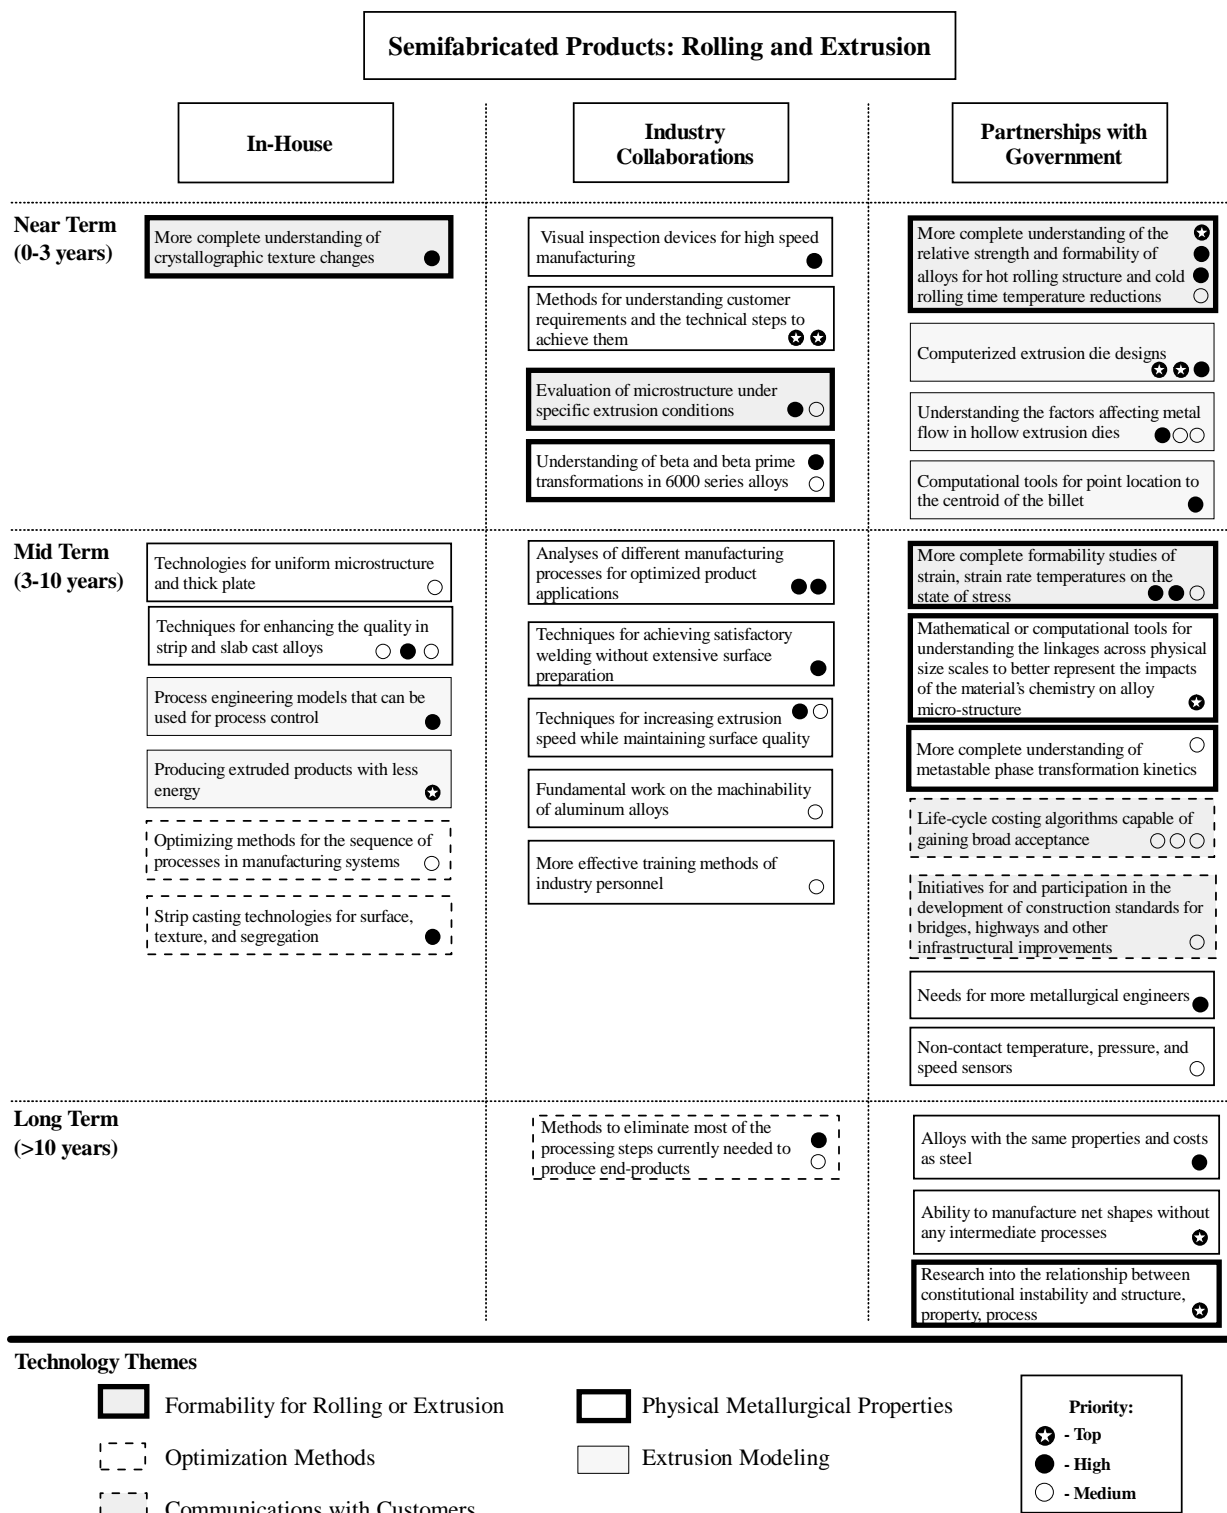 Semifabricated Products: Rolling and Extrusion
In-House
Industry
Collaborations
Partnerships with
Government
Near Term
(0-3 years)
More complete understanding of
crystallographic texture changes
Visual inspection devices for high speed
manufacturing
Methods for understanding customer
requirements and the technical steps to
achieve them
Evaluation of microstructure under
specific extrusion conditions
Understanding of beta and beta prime
transformations in 6000 series alloys
More complete understanding of the
relative strength and formability of
alloys for hot rolling structure and cold
rolling time temperature reductions
Computerized extrusion die designs
Understanding the factors affecting metal
flow in hollow extrusion dies
Computational tools for point location to
the centroid of the billet
Mid Term
(3-10 years)
Technologies for uniform microstructure
and thick plate
Techniques for enhancing the quality in
strip and slab cast alloys
Process engineering models that can be
used for process control
Producing extruded products with less
energy
Optimizing methods for the sequence of
processes in manufacturing systems
Strip casting technologies for surface,
texture, and segregation
Analyses of different manufacturing
processes for optimized product
applications
Techniques for achieving satisfactory
welding without extensive surface
preparation
Techniques for increasing extrusion
speed while maintaining surface quality
Fundamental work on the machinability
of aluminum alloys
More effective training methods of
industry personnel
More complete formability studies of
strain, strain rate temperatures on the
state of stress
Mathematical or computational tools for
understanding the linkages across physical
size scales to better represent the impacts
of the material's chemistry on alloy
micro-structure
More complete understanding of
metastable phase transformation kinetics
Life-cycle costing algorithms capable of
gaining broad acceptance
Initiatives for and participation in the
development of construction standards for
bridges, highways and other
infrastructural improvements
Needs for more metallurgical engineers
Non-contact temperature, pressure, and
speed sensors
Long Term
(>10 years)
Methods to eliminate most of the
processing steps currently needed to
produce end-products
Alloys with the same properties and costs
as steel
Ability to manufacture net shapes without
any intermediate processes
Research into the relationship between
constitutional instability and structure,
property, process
Technology Themes
Formability for Rolling or Extrusion
Physical Metallurgical Properties
Optimization Methods
Extrusion Modeling
Communications with Customers
Priority:
- Top
- High
- Medium